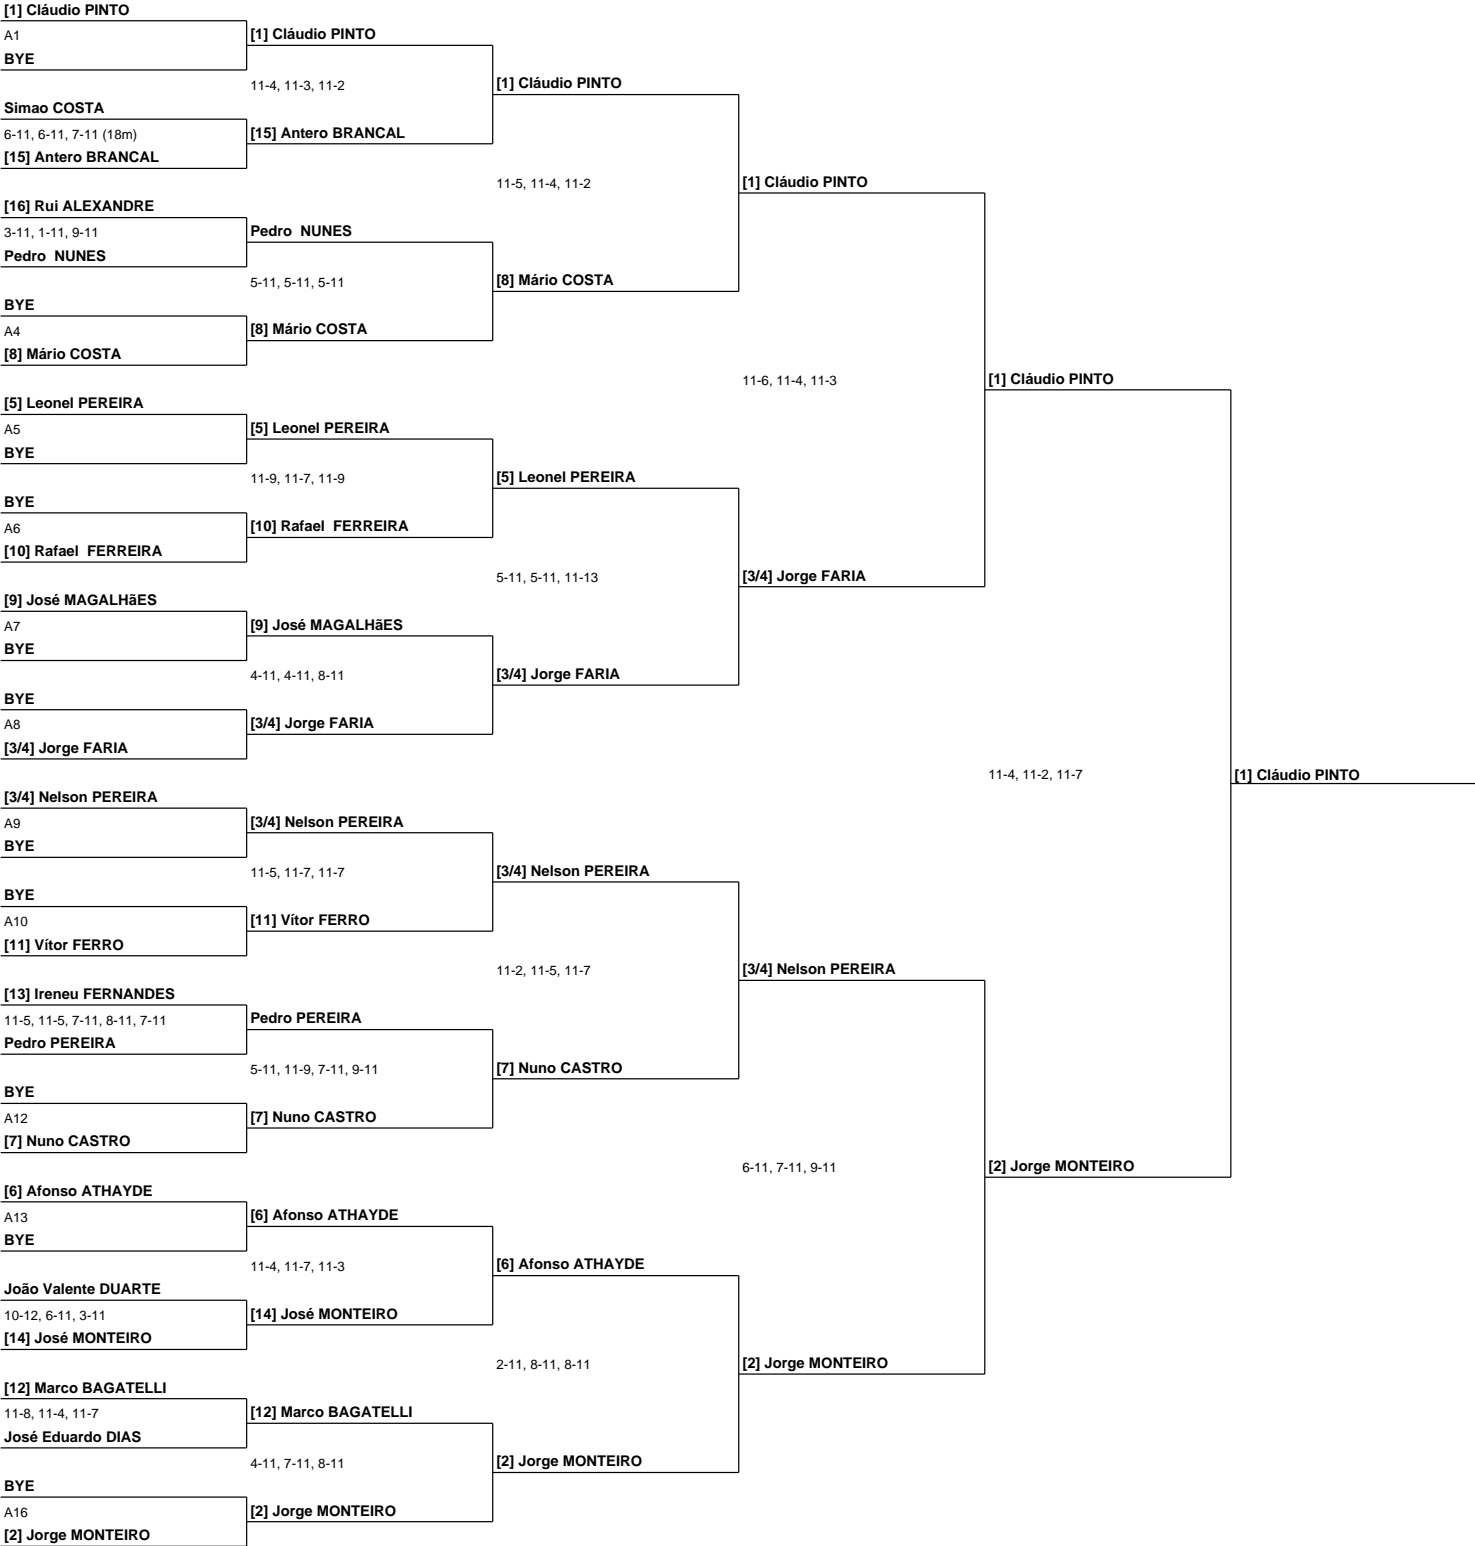 [1] Cláudio PINTO
A1
BYE
Simao COSTA
6-11, 6-11, 7-11 (18m)
[15] Antero BRANCAL
[16] Rui ALEXANDRE
3-11, 1-11, 9-11
Pedro  NUNES
BYE
A4
[8] Mário COSTA
[5] Leonel PEREIRA
A5
BYE
BYE
A6
[10] Rafael  FERREIRA
[9] José MAGALHãES
A7
BYE
BYE
A8
[3/4] Jorge FARIA
[3/4] Nelson PEREIRA
A9
BYE
BYE
A10
[11] Vítor FERRO
[13] Ireneu FERNANDES
11-5, 11-5, 7-11, 8-11, 7-11
Pedro PEREIRA
BYE
A12
[7] Nuno CASTRO
[6] Afonso ATHAYDE
A13
BYE
João Valente DUARTE
10-12, 6-11, 3-11
[14] José MONTEIRO
[12] Marco BAGATELLI
11-8, 11-4, 11-7
José Eduardo DIAS
BYE
A16
[2] Jorge MONTEIRO
[1] Cláudio PINTO
11-4, 11-3, 11-2
[15] Antero BRANCAL
Pedro  NUNES
5-11, 5-11, 5-11
[8] Mário COSTA
[5] Leonel PEREIRA
11-9, 11-7, 11-9
[10] Rafael  FERREIRA
[9] José MAGALHãES
4-11, 4-11, 8-11
[3/4] Jorge FARIA
[3/4] Nelson PEREIRA
11-5, 11-7, 11-7
[11] Vítor FERRO
Pedro PEREIRA
5-11, 11-9, 7-11, 9-11
[7] Nuno CASTRO
[6] Afonso ATHAYDE
11-4, 11-7, 11-3
[14] José MONTEIRO
[12] Marco BAGATELLI
4-11, 7-11, 8-11
[2] Jorge MONTEIRO
[1] Cláudio PINTO
11-5, 11-4, 11-2
[8] Mário COSTA
[5] Leonel PEREIRA
5-11, 5-11, 11-13
[3/4] Jorge FARIA
[3/4] Nelson PEREIRA
11-2, 11-5, 11-7
[7] Nuno CASTRO
[6] Afonso ATHAYDE
2-11, 8-11, 8-11
[2] Jorge MONTEIRO
[1] Cláudio PINTO
11-6, 11-4, 11-3
[3/4] Jorge FARIA
[3/4] Nelson PEREIRA
6-11, 7-11, 9-11
[2] Jorge MONTEIRO
[1] Cláudio PINTO
11-4, 11-2, 11-7
[2] Jorge MONTEIRO
[1] Cláudio PINTO